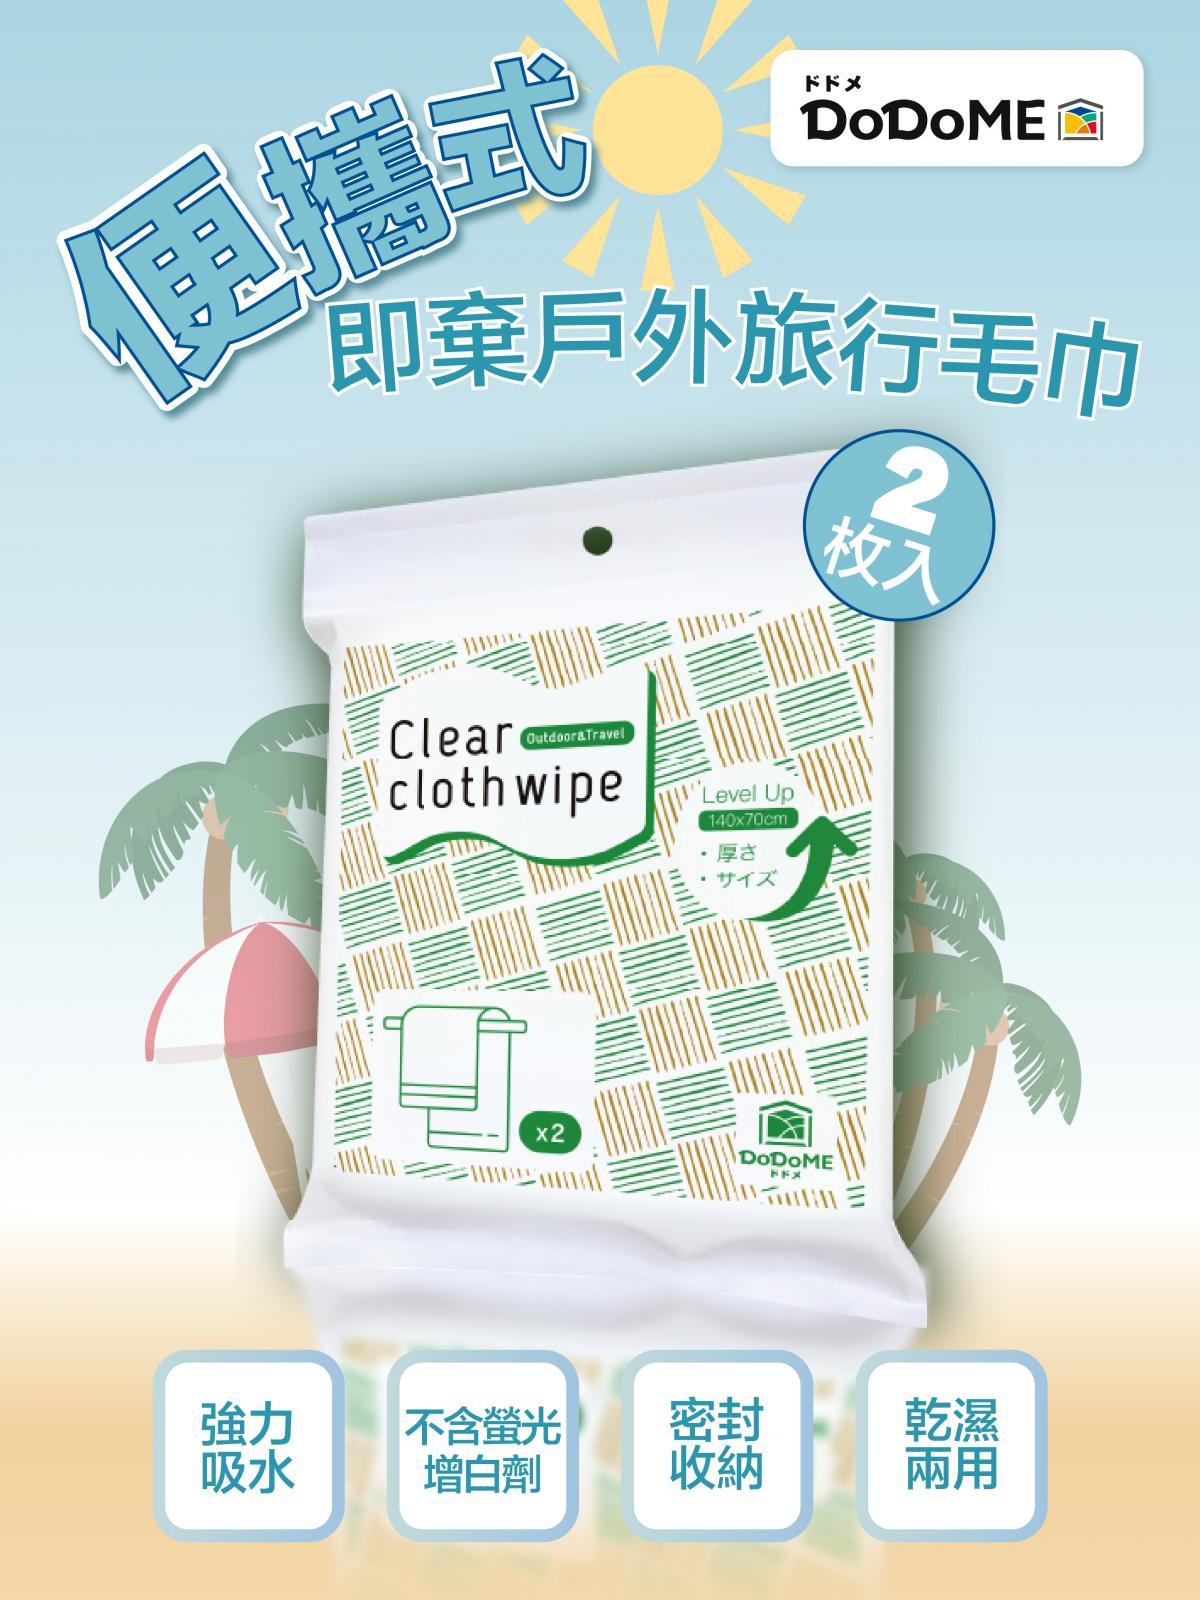 便攜式
ドドメ
DoDoME
即棄戶外旅行毛巾
2
枚入
Clear Outdoor&Travel
cloth wipe
Level Up
140x70cm
・厚さ
・サイズ
x2
DoDoME
ドドメ
強力
吸水
不含螢光
增白劑
密封
收納
乾濕
兩用